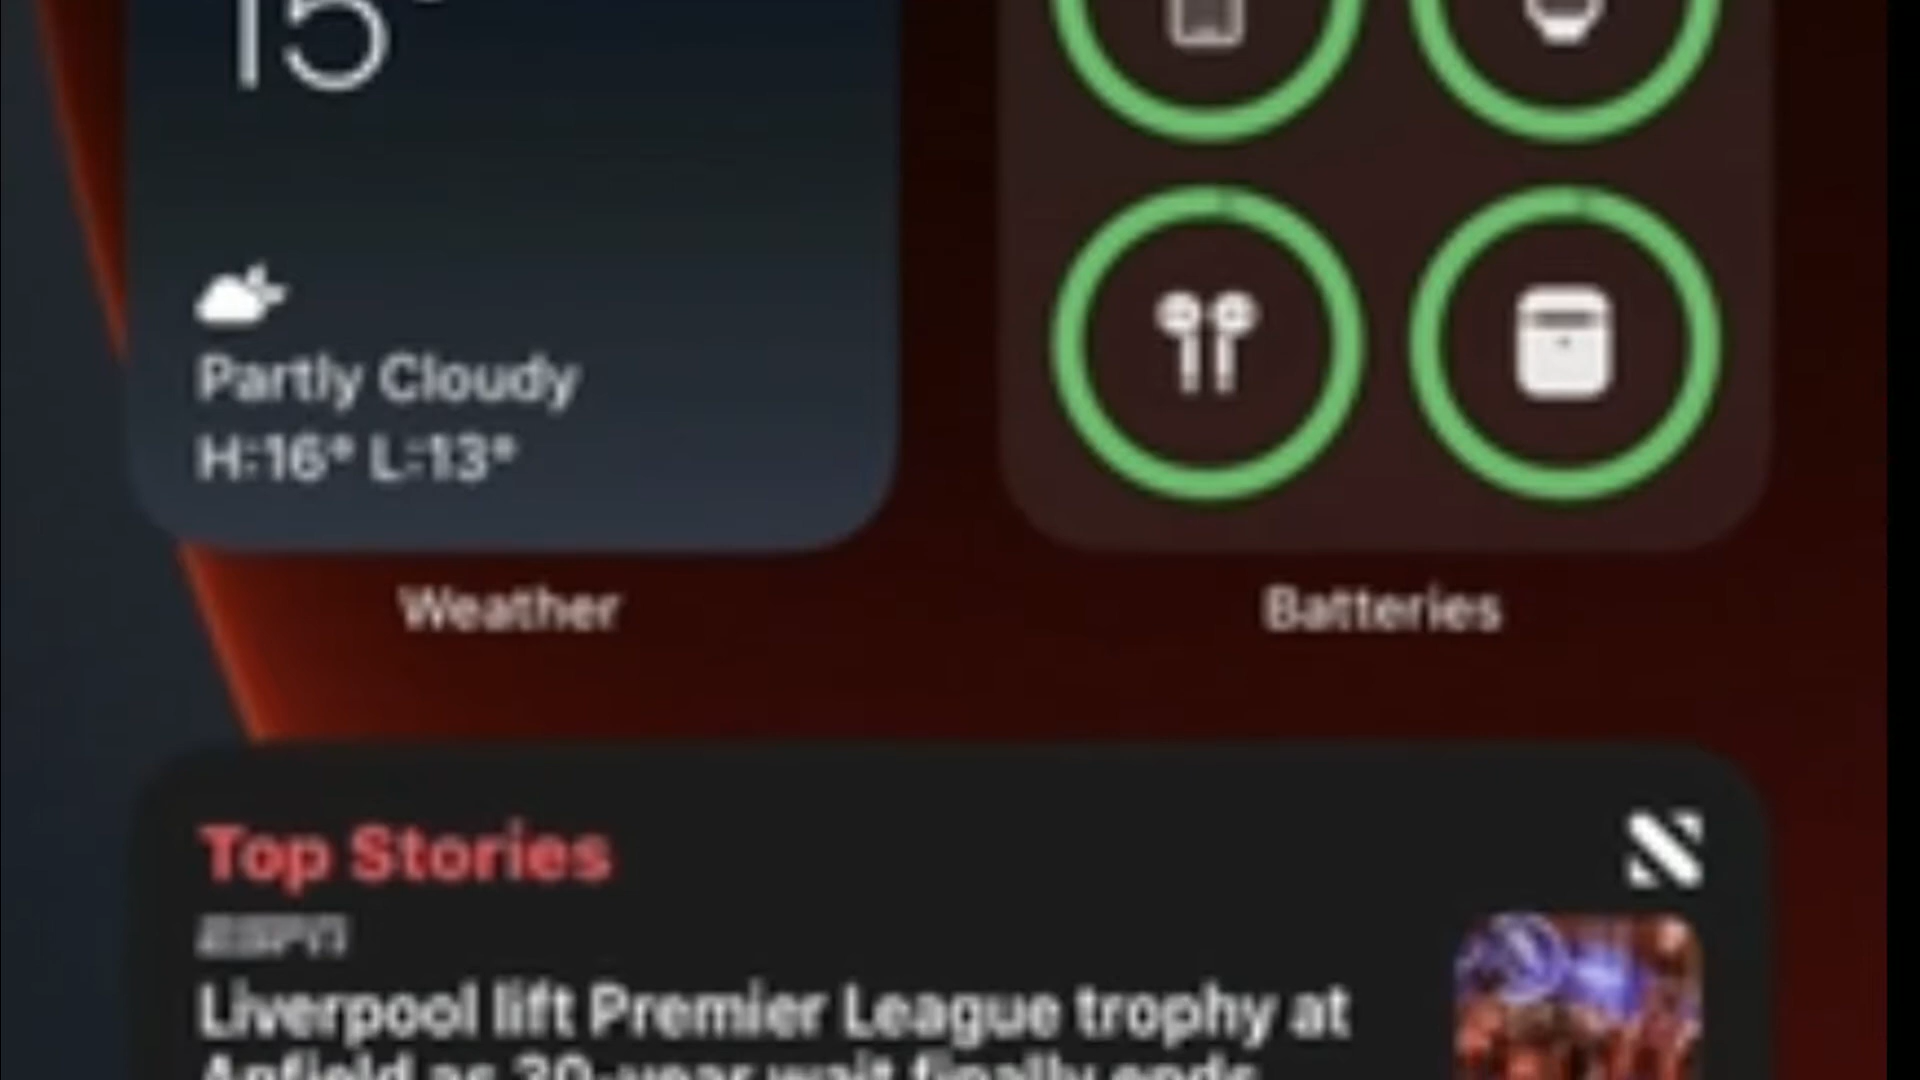 15°
Partly Cloudy
H:16° L:13°
Weather
Batteries
Top Stories
ESPN
Liverpool lift Premier League trophy at
Anfield as 30-year wait finally ends